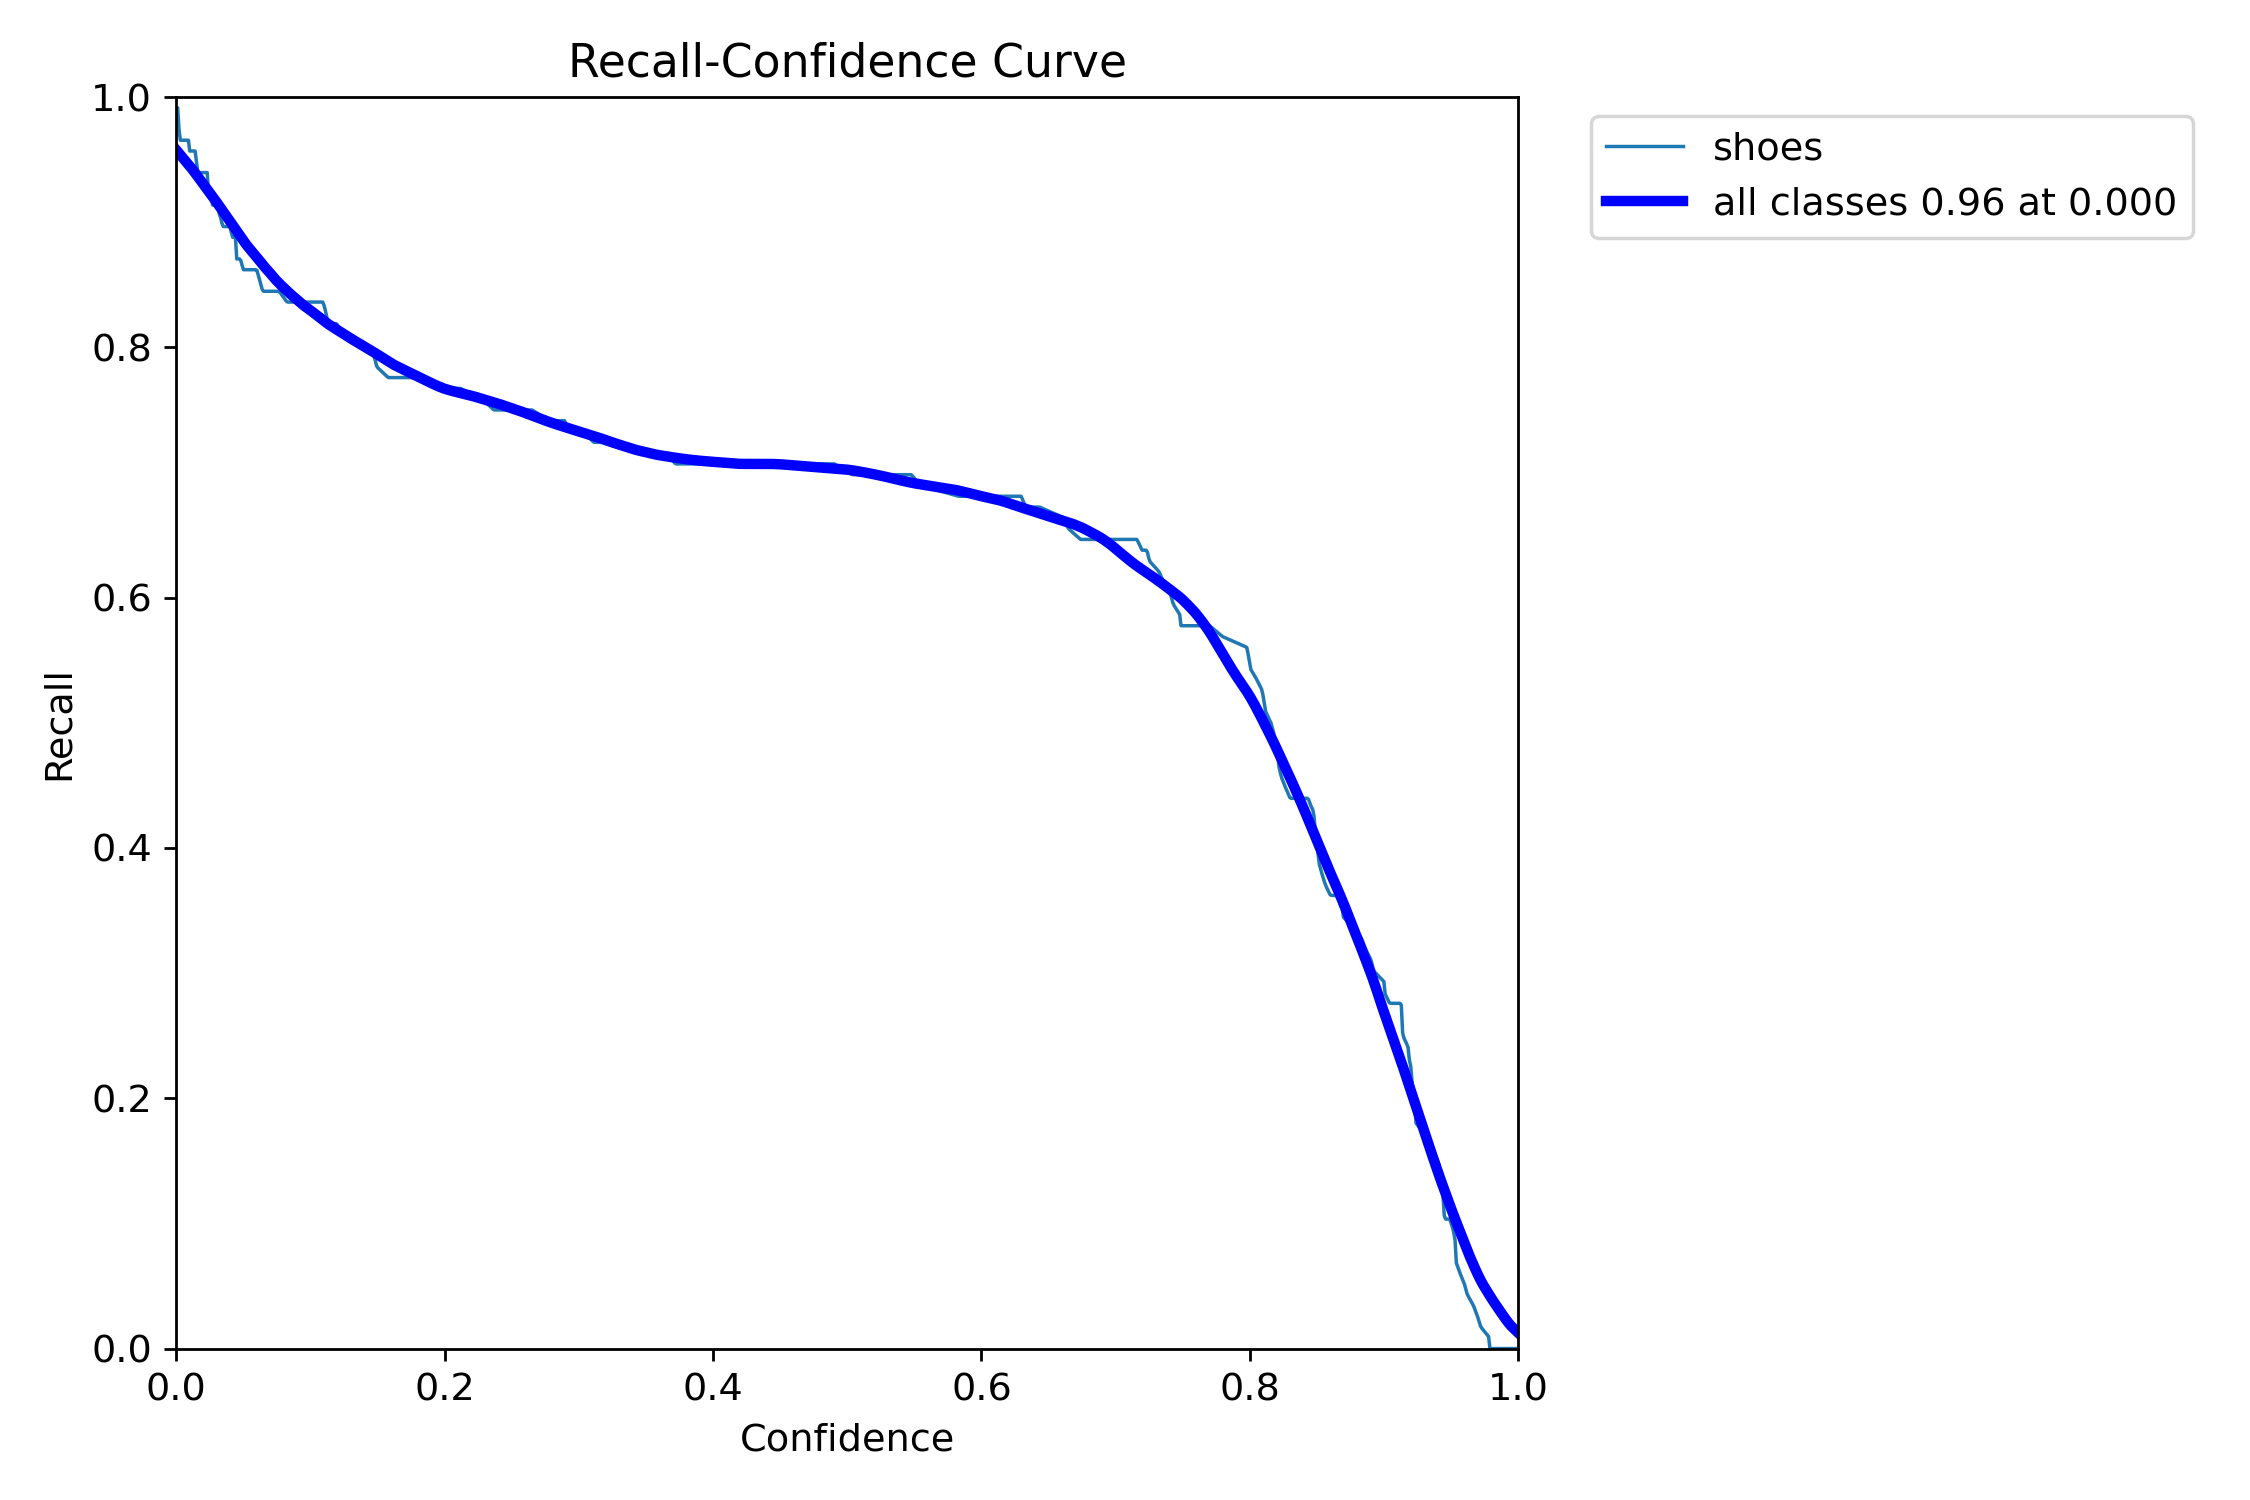 Recall-Confidence Curve
shoes
all classes 0.96 at 0.000
Recall
1.0
0.8
0.6
0.4
0.2
0.0
0.0 0.2 0.4 0.6 0.8 1.0
Confidence